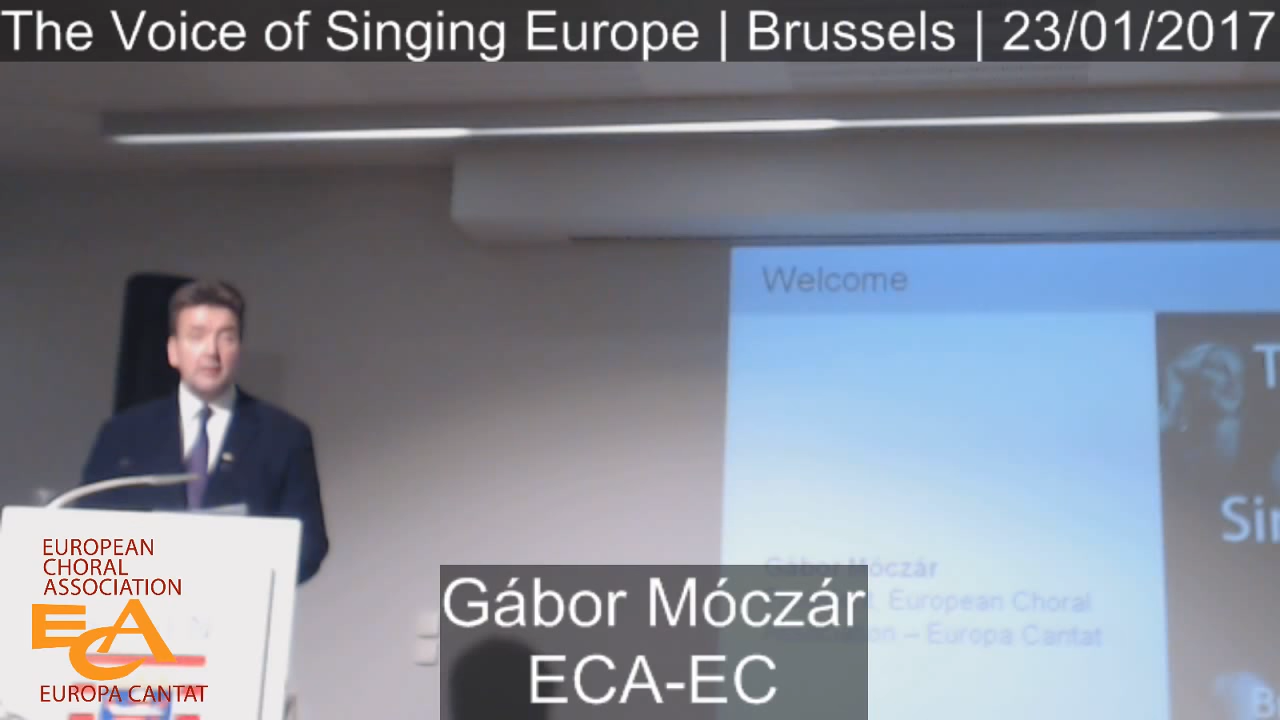 The Voice of Singing Europe | Brussels | 23/01/2017
Welcome
T
Sin
Gábor Móczár
European Choral
– Europa Cantat
B
EUROPEAN
CHORAL
ASSOCIATION
ECA
EUROPA CANTAT
Gábor Móczár
ECA-EC